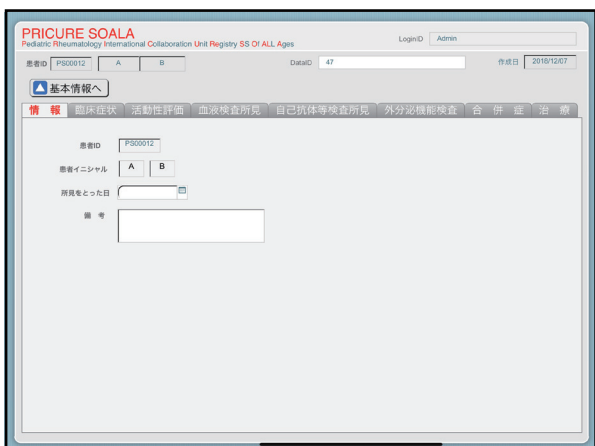 PRICURE SOALA
Pediatric Rheumatology International Collaboration Unit Registry SS Of ALL Ages
LoginID Admin
患者ID PS00012 A B DataID 47 作成日 2018/12/07
基本情報へ
情 報 臨床症状 活動性評価 血液検査所見 自己抗体等検査所見 外分泌機能検査 合 併 症 治 療
患者ID PS00012
患者イニシャル A B
所見をとった日
備 考